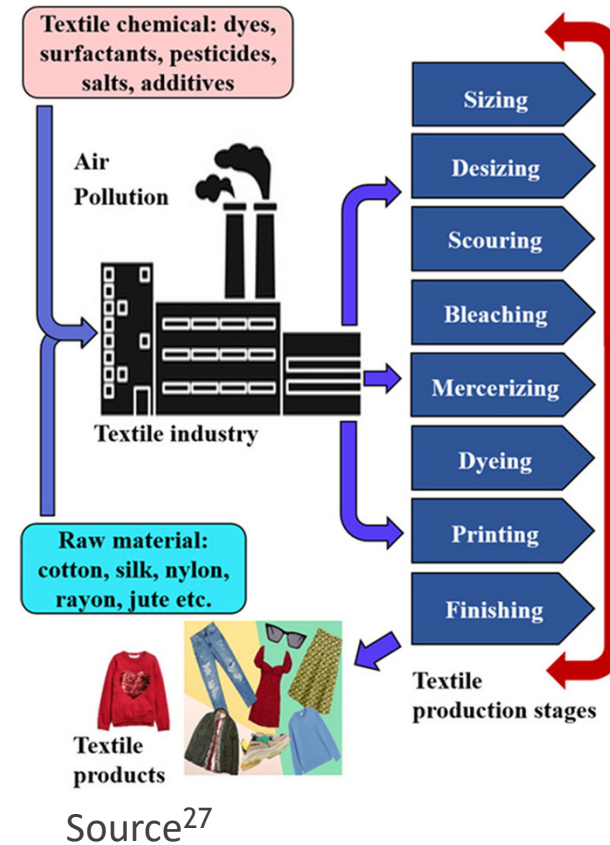 Textile chemical: dyes,
surfactants, pesticides,
salts, additives
Air
Pollution
Textile industry
Raw material:
cotton, silk, nylon,
rayon, jute etc.
Sizing
Desizing
Scouring
Bleaching
Mercerizing
Dyeing
Printing
Finishing
Textile
production stages
Textile
products
Source27